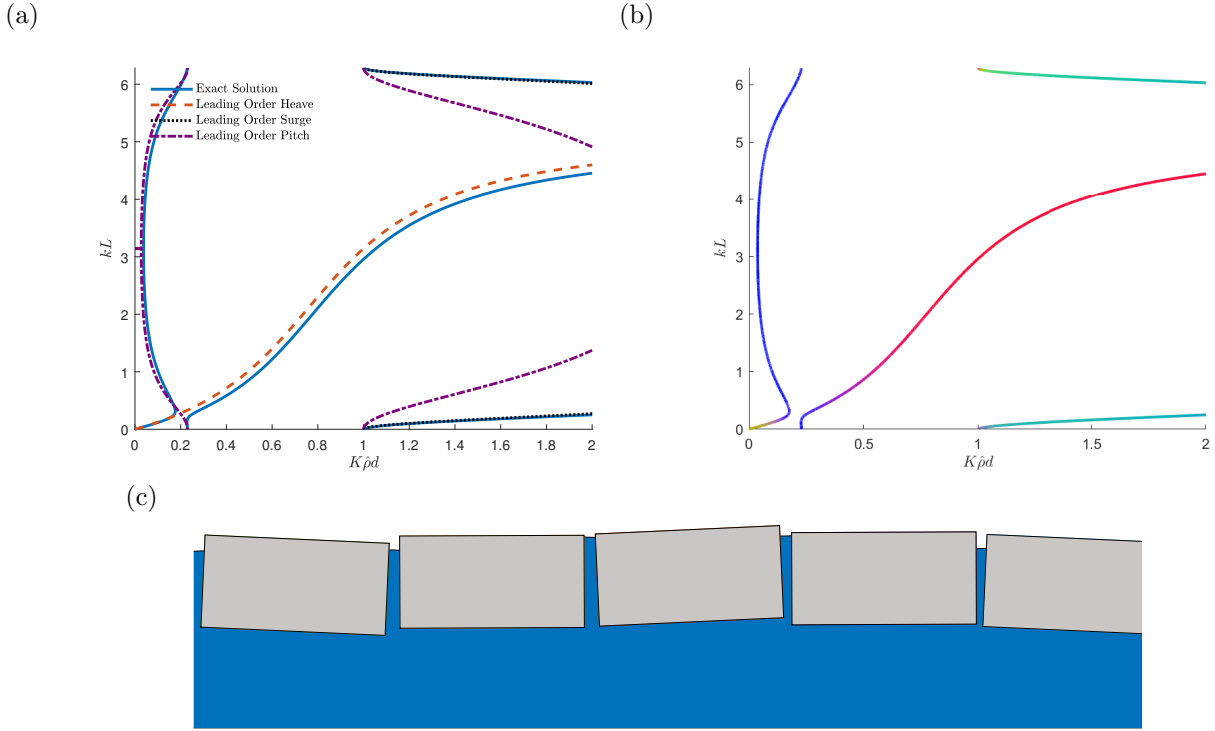 (a)
(b)
6
5
4
3
2
1
0
kL
Exact Solution
Leading Order Heave
Leading Order Surge
Leading Order Pitch
0 0.2 0.4 0.6 0.8 1 1.2 1.4 1.6 1.8 2
Kρ̂d
6
5
4
3
2
1
0
kL
0 0.5 1 1.5 2
Kρ̂d
(c)